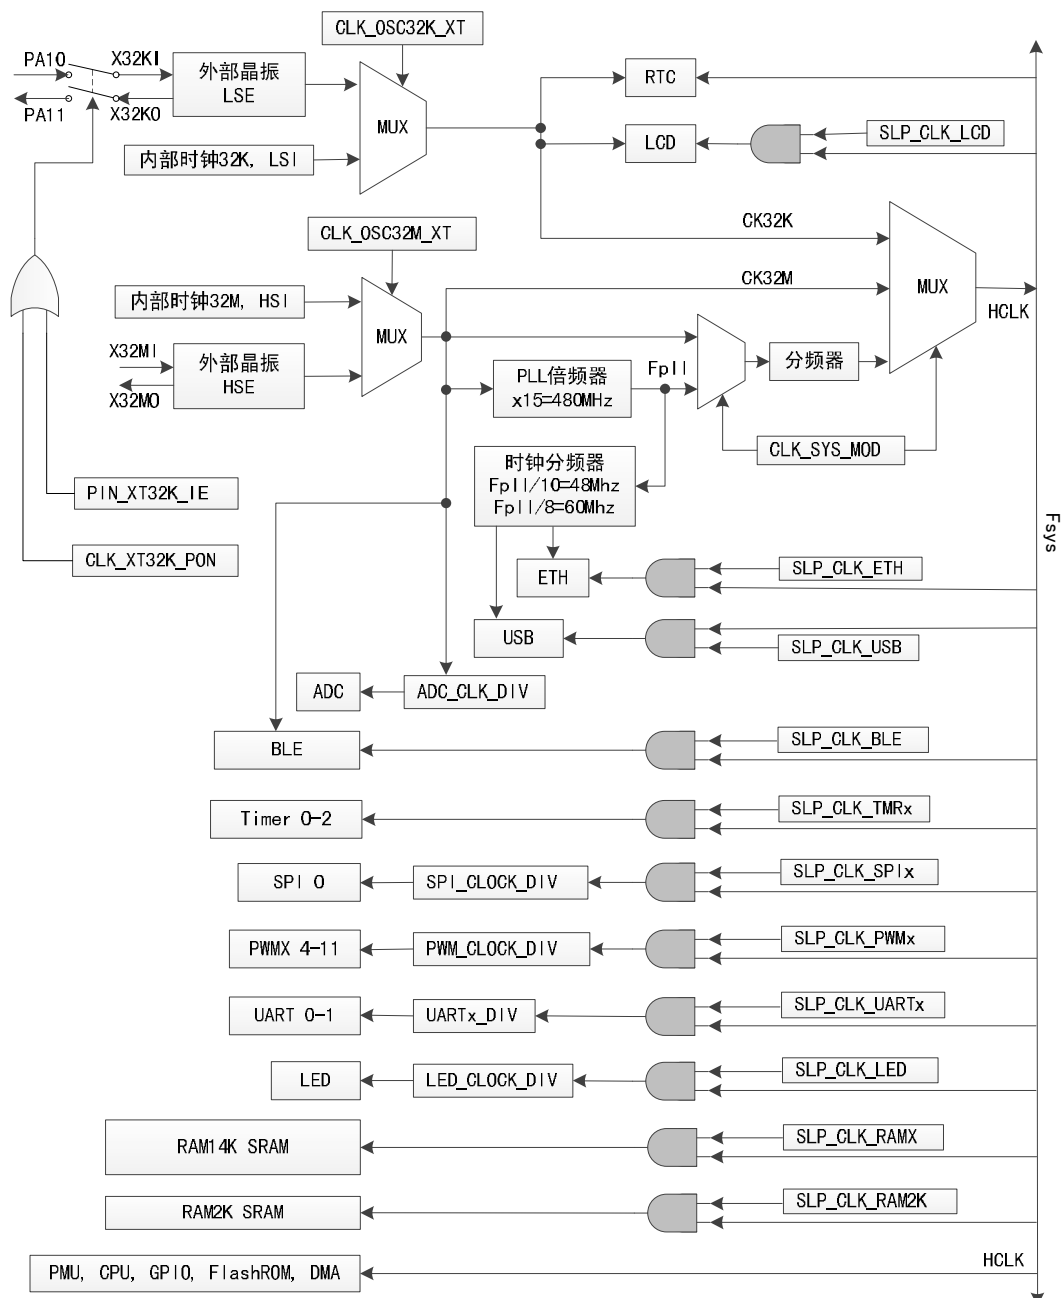 CLK_OSC32K_XT
PA10
X32KI
外部晶振
LSE
PA11
X32KO
MUX
RTC
LCD
SLP_CLK_LCD
内部时钟32K, LSI
CLK_OSC32M_XT
CK32K
内部时钟32M, HSI
MUX
CK32M
MUX
HCLK
X32MI
外部晶振
HSE
X32MO
PLL倍频器
x15=480MHz
Fpll
分频器
CLK_SYS_MOD
时钟分频器
Fpll/10=48Mhz
Fpll/8=60Mhz
PIN_XT32K_IE
CLK_XT32K_PON
Fsys
ETH
SLP_CLK_ETH
USB
SLP_CLK_USB
ADC
ADC_CLK_DIV
BLE
SLP_CLK_BLE
Timer 0-2
SLP_CLK_TMRx
SPI 0
SPI_CLOCK_DIV
SLP_CLK_SPIx
PWMX 4-11
PWM_CLOCK_DIV
SLP_CLK_PWMx
UART 0-1
UARTx_DIV
SLP_CLK_UARTx
LED
LED_CLOCK_DIV
SLP_CLK_LED
RAM14K SRAM
SLP_CLK_RAMX
RAM2K SRAM
SLP_CLK_RAM2K
PMU, CPU, GPIO, FlashROM, DMA
HCLK